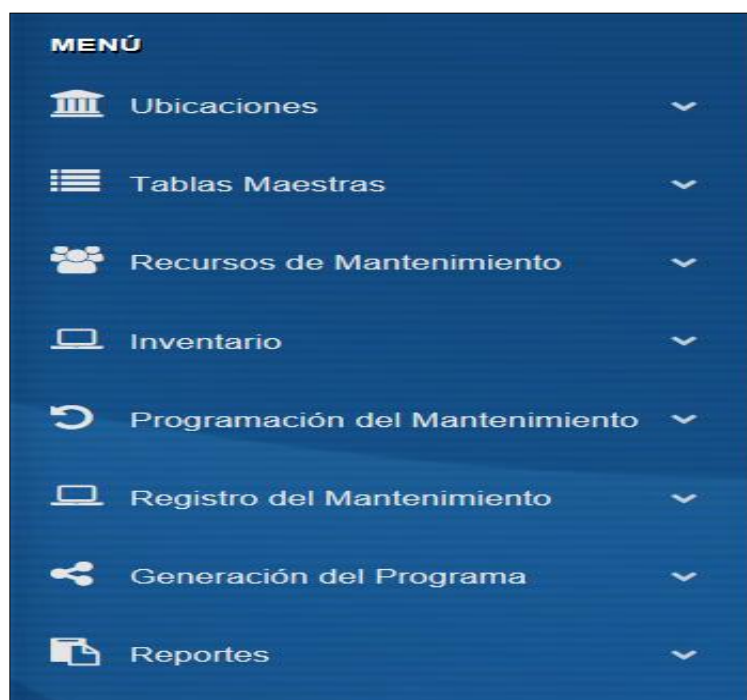 MENÚ
Ubicaciones
Tablas Maestras
Recursos de Mantenimiento
Inventario
Programación del Mantenimiento
Registro del Mantenimiento
Generación del Programa
Reportes